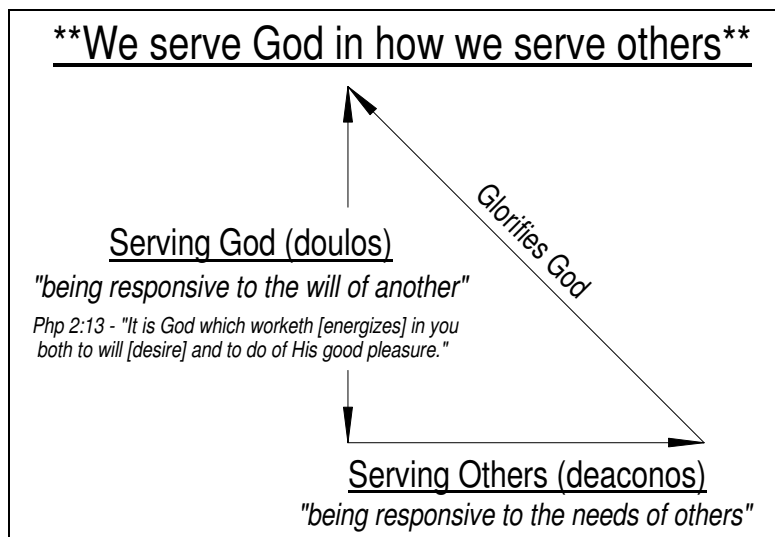 **We serve God in how we serve others**
Glorifies God
Serving God (doulos)
"being responsive to the will of another"
Php 2:13 - "It is God which worketh [energizes] in you
both to will [desire] and to do of His good pleasure."
Serving Others (deaconos)
"being responsive to the needs of others"